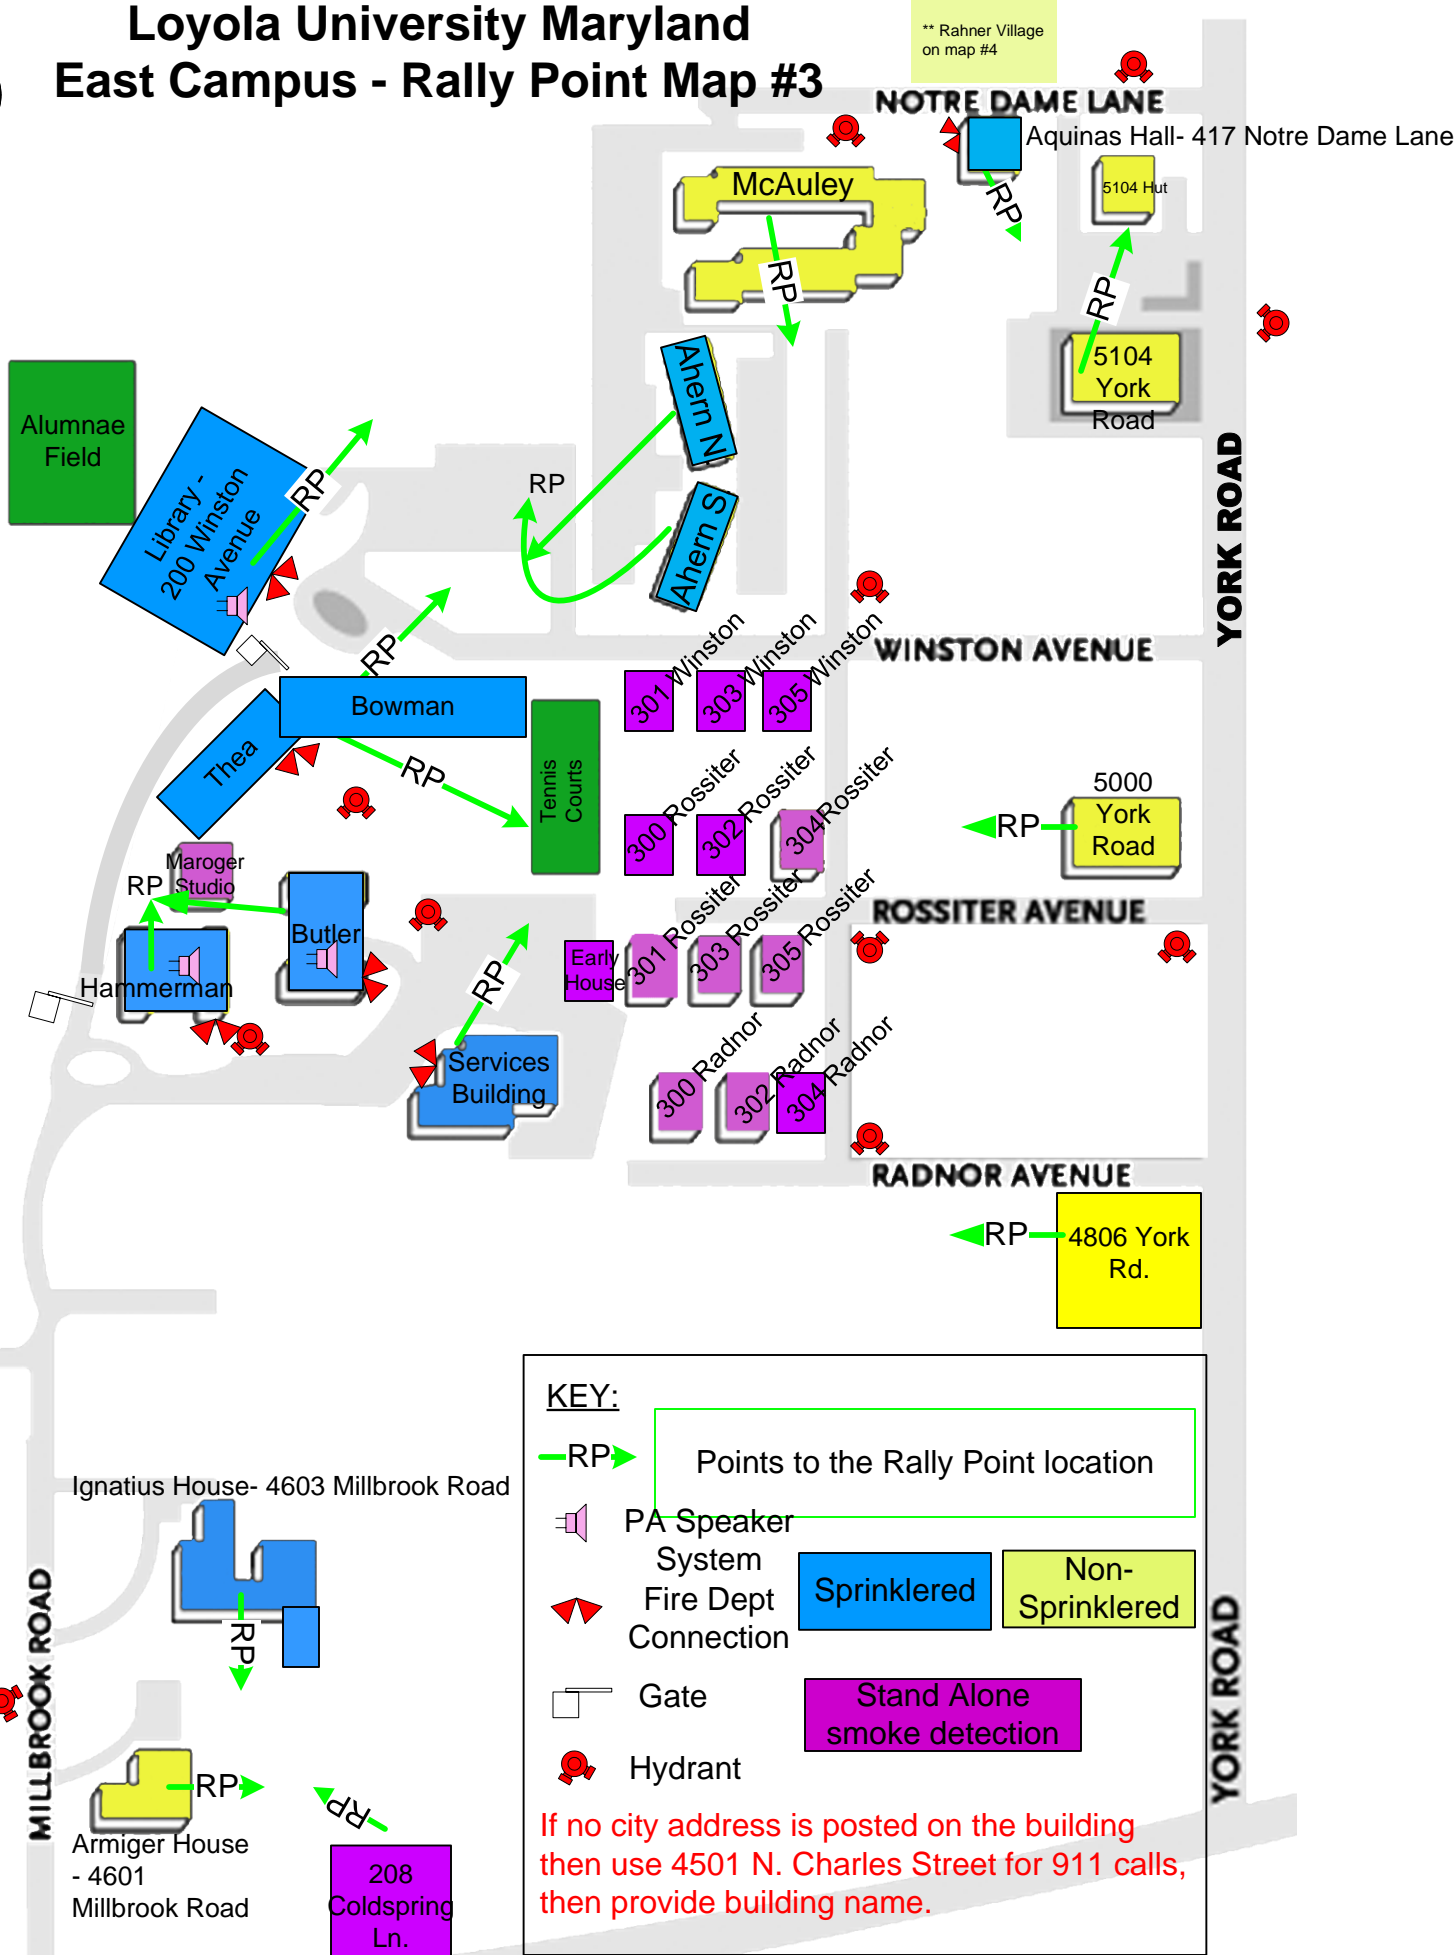 Loyola University Maryland
East Campus - Rally Point Map #3
** Rahner Village
on map #4
NOTRE DAME LANE
Aquinas Hall- 417 Notre Dame Lane
McAuley
RP
5104 Hut
RP
RP
5104
York
Road
Ahern N
Alumnae
Field
Library -
200 Winston
Avenue
RP
RP
Ahern S
YORK ROAD
WINSTON AVENUE
RP
301 Winston
303 Winston
305 Winston
Bowman
Thea
RP
Tennis
Courts
300 Rossiter
302 Rossiter
304Rossiter
5000
York
Road
RP
Maroger
Studio
RP
Butler
Hammerman
ROSSITER AVENUE
RP
Early
House
301 Rossiter
303 Rossiter
305 Rossiter
Services
Building
300 Radnor
302 Radnor
304 Radnor
RADNOR AVENUE
RP
4806 York
Rd.
KEY:
RP
Points to the Rally Point location
PA Speaker
System
Fire Dept
Connection
Sprinklered
Non-
Sprinklered
Gate
Stand Alone
smoke detection
Hydrant
If no city address is posted on the building
then use 4501 N. Charles Street for 911 calls,
then provide building name.
Ignatius House- 4603 Millbrook Road
RP
MILLBROOK ROAD
YORK ROAD
RP
RP
Armiger House
- 4601
Millbrook Road
208
Coldspring
Ln.